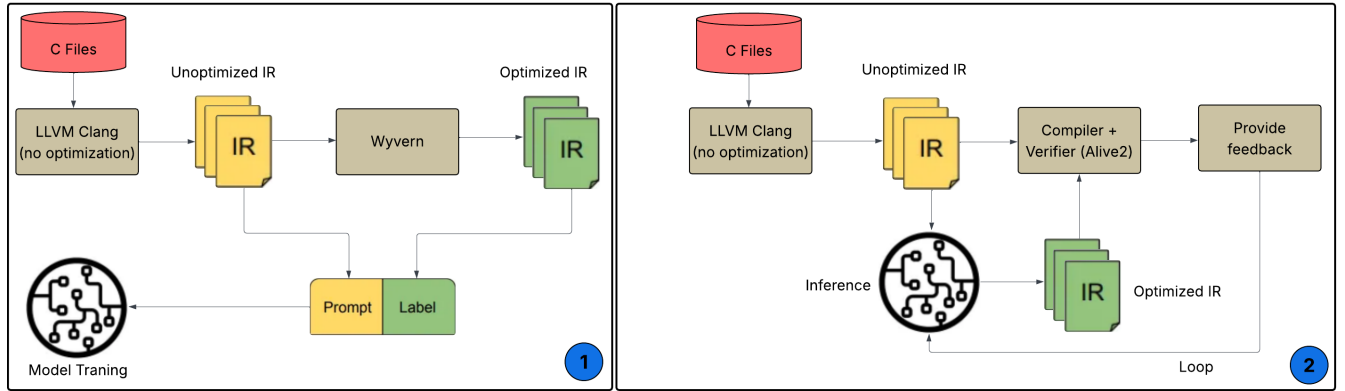 C Files
Unoptimized IR
Optimized IR
LLVM Clang
(no optimization)
IR
Wyvern
IR
Prompt
Label
Model Traning
1
C Files
Unoptimized IR
LLVM Clang
(no optimization)
IR
Compiler +
Verifier (Alive2)
Provide
feedback
Inference
IR
Optimized IR
Loop
2